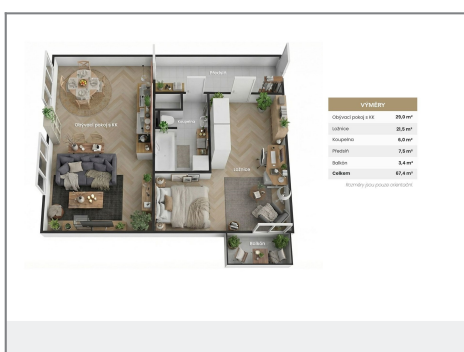 Předsíň
Obývací pokoj s KK
Koupelna
Ložnice
Balkón
VÝMĚRY
Obývací pokoj s KK 29,0 m²
Ložnice 21,5 m²
Koupelna 6,0 m²
Předsíň 7,5 m²
Balkón 3,4 m²
Celkem 67,4 m²
Rozměry jsou pouze orientační